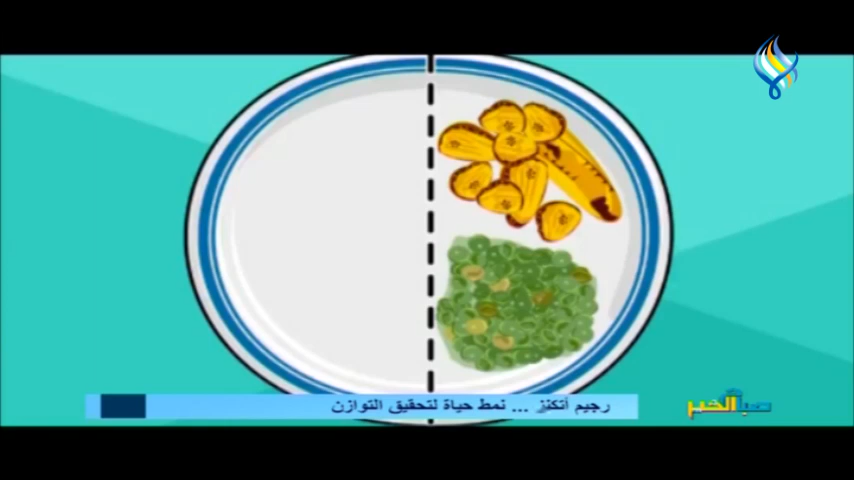 رجيم أتكنز ... نمط حياة لتحقيق التوازن
صباح الخير